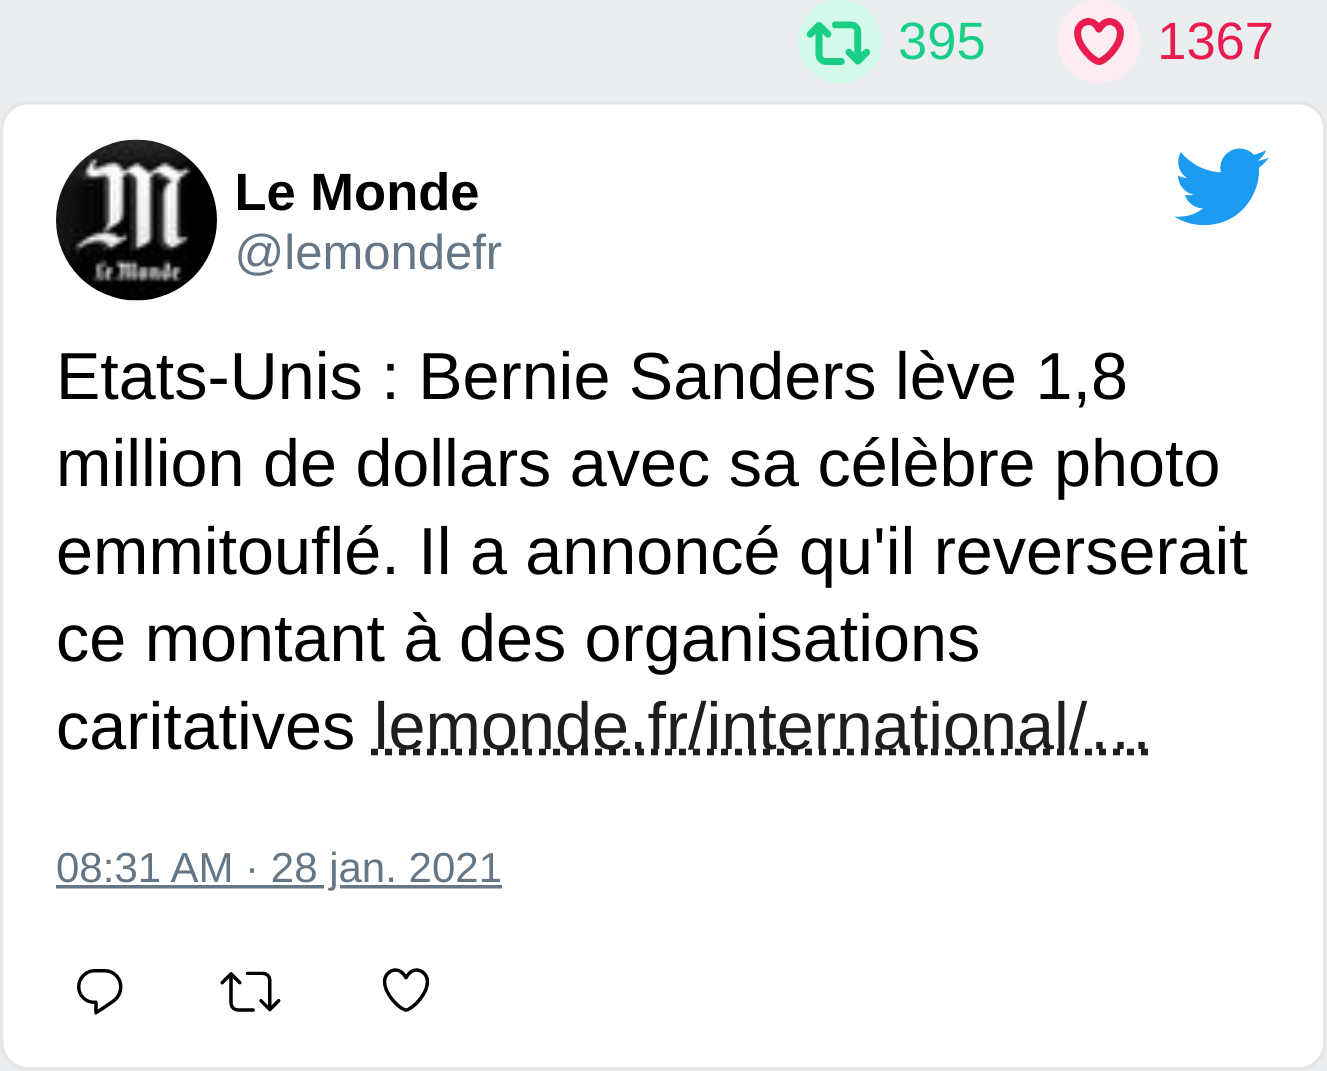 395 1367
Le Monde
Le Monde
@lemondefr
Etats-Unis : Bernie Sanders lève 1,8
million de dollars avec sa célèbre photo
emmitouflé. Il a annoncé qu'il reverserait
ce montant à des organisations
caritatives lemonde.fr/international/…
08:31 AM · 28 jan. 2021